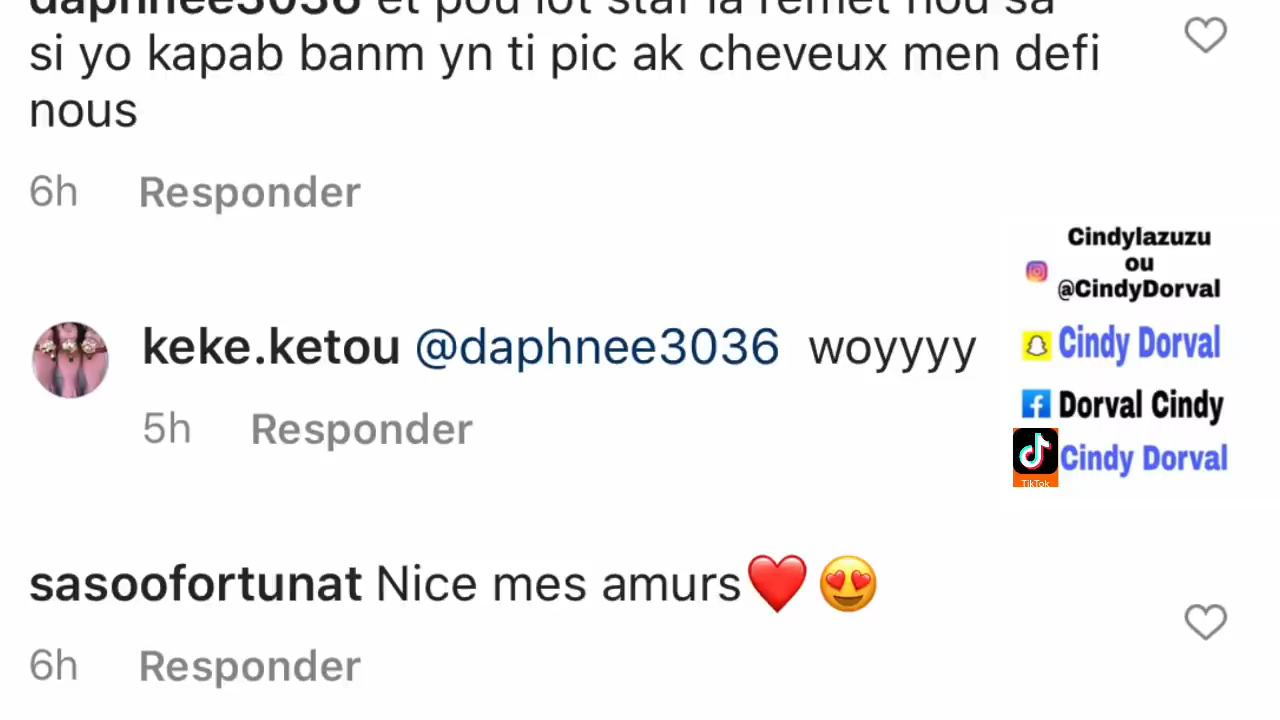 daphnee3036 et pou lot star la remet nou sa
si yo kapab banm yn ti pic ak cheveux men defi
nous
6h Responder
keke.ketou @daphnee3036 woyyyy
5h Responder
sasoofortunat Nice mes amurs❤️😍
6h Responder
Cindylazuzu
ou
@CindyDorval
Cindy Dorval
Dorval Cindy
Cindy Dorval
TikTok